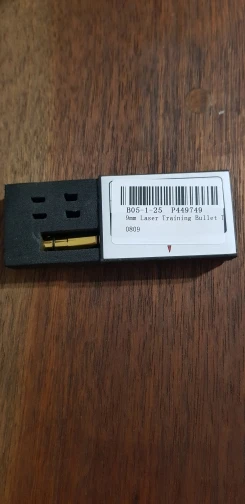 B05-1-25 P449749
9mm Laser Training Bullet
0809